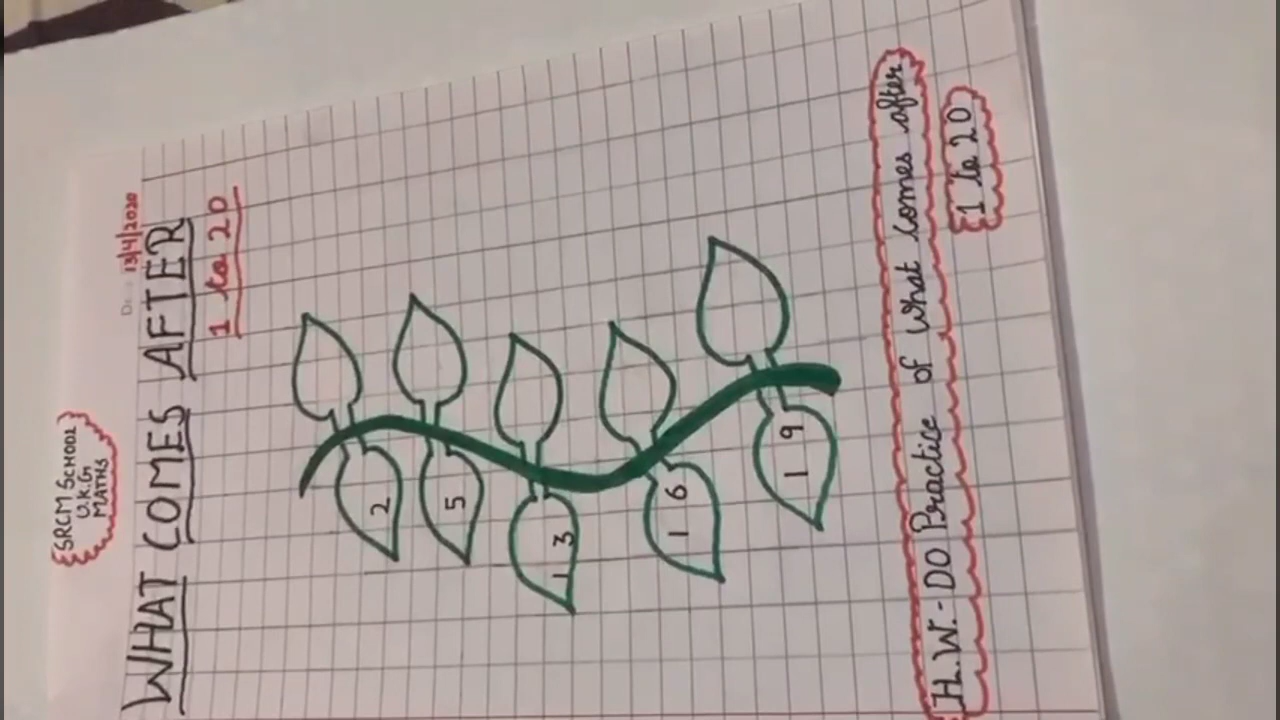 SRCM SCHOOL
U.K.G
MATHS
13/4/2020
WHAT COMES AFTER
1 to 20
2
5
13
16
19
H.W.- DO Practice of what comes after
1 to 20